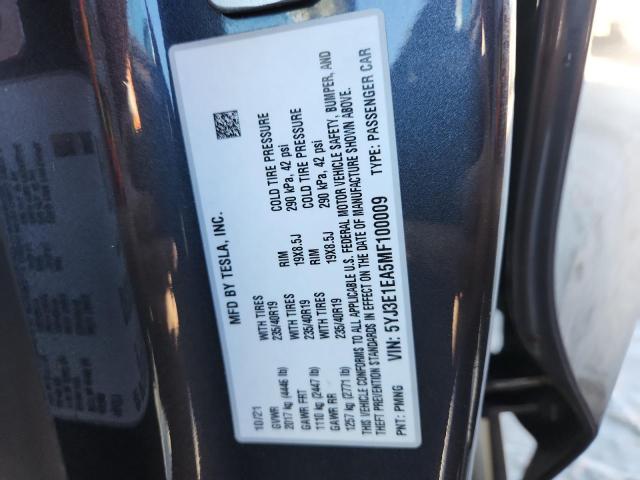 MFD BY TESLA, INC.
10/21
GVWR WITH TIRES RIM COLD TIRE PRESSURE
2017 kg (4446 lb) 235/40R19 19X8.5J 290 kPa, 42 psi
GAWR FRT WITH TIRES RIM COLD TIRE PRESSURE
1110 kg (2447 lb) 235/40R19 19X8.5J 290 kPa, 42 psi
GAWR RR WITH TIRES RIM COLD TIRE PRESSURE
1257 kg (2771 lb) 235/40R19 19X8.5J 290 kPa, 42 psi
THIS VEHICLE CONFORMS TO ALL APPLICABLE U.S. FEDERAL MOTOR VEHICLE SAFETY, BUMPER, AND
THEFT PREVENTION STANDARDS IN EFFECT ON THE DATE OF MANUFACTURE SHOWN ABOVE.
VIN: 5YJ3E1EA5MF100009 TYPE: PASSENGER CAR
PNT: PMNG